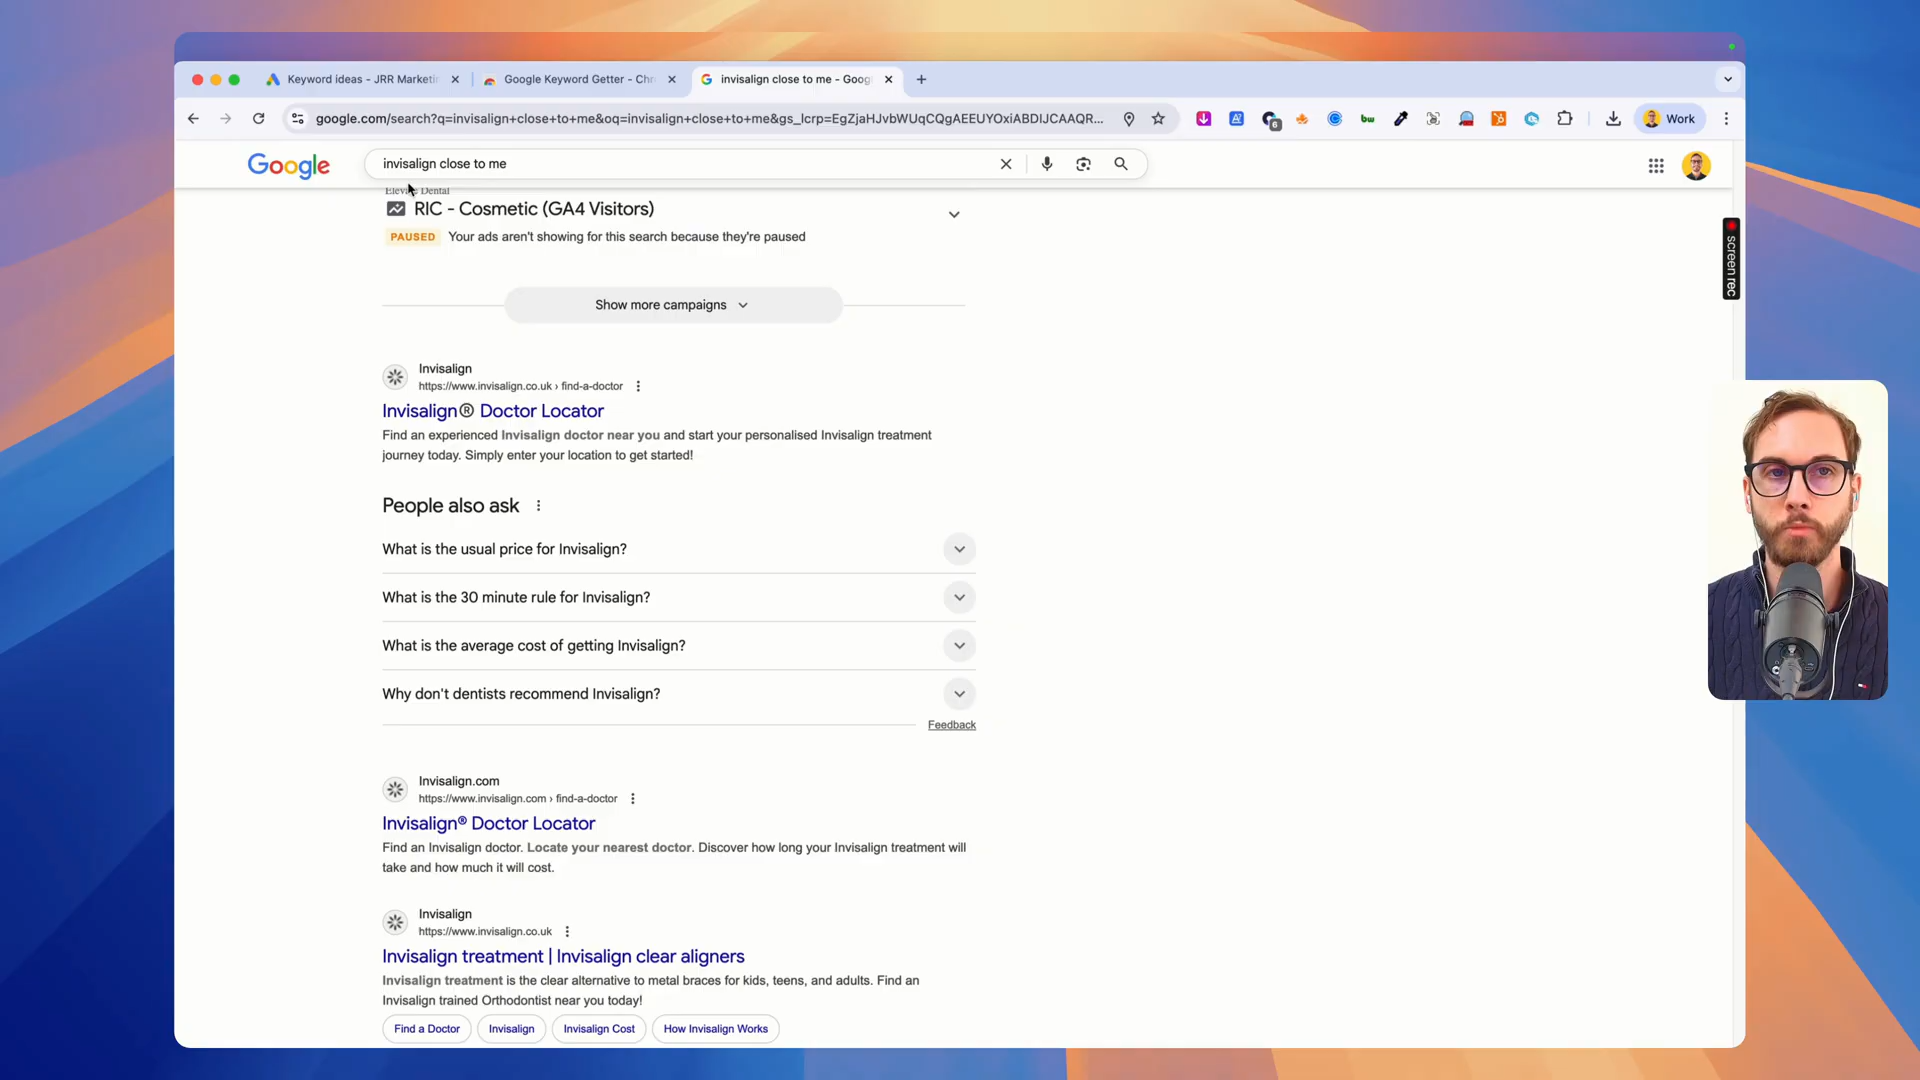 Keyword ideas - JRR Marketi
Google Keyword Getter - Chr
invisalign close to me - Goog
google.com/search?q=invisalign+close+to+me&oq=invisalign+close+to+me&gs_lcrp=EgZjaHJvbWUqCQgAEEUYOxiABDIJCAAQR...
6
bw
Work
Google
invisalign close to me
Dental
RIC - Cosmetic (GA4 Visitors)
PAUSED Your ads aren't showing for this search because they're paused
Show more campaigns
screen rec
Invisalign
https://www.invisalign.co.uk › find-a-doctor
Invisalign® Doctor Locator
Find an experienced Invisalign doctor near you and start your personalised Invisalign treatment
journey today. Simply enter your location to get started!
People also ask
What is the usual price for Invisalign?
What is the 30 minute rule for Invisalign?
What is the average cost of getting Invisalign?
Why don't dentists recommend Invisalign?
Feedback
Invisalign.com
https://www.invisalign.com › find-a-doctor
Invisalign® Doctor Locator
Find an Invisalign doctor. Locate your nearest doctor. Discover how long your Invisalign treatment will
take and how much it will cost.
Invisalign
https://www.invisalign.co.uk
Invisalign treatment | Invisalign clear aligners
Invisalign treatment is the clear alternative to metal braces for kids, teens, and adults. Find an
Invisalign trained Orthodontist near you today!
Find a Doctor
Invisalign
Invisalign Cost
How Invisalign Works